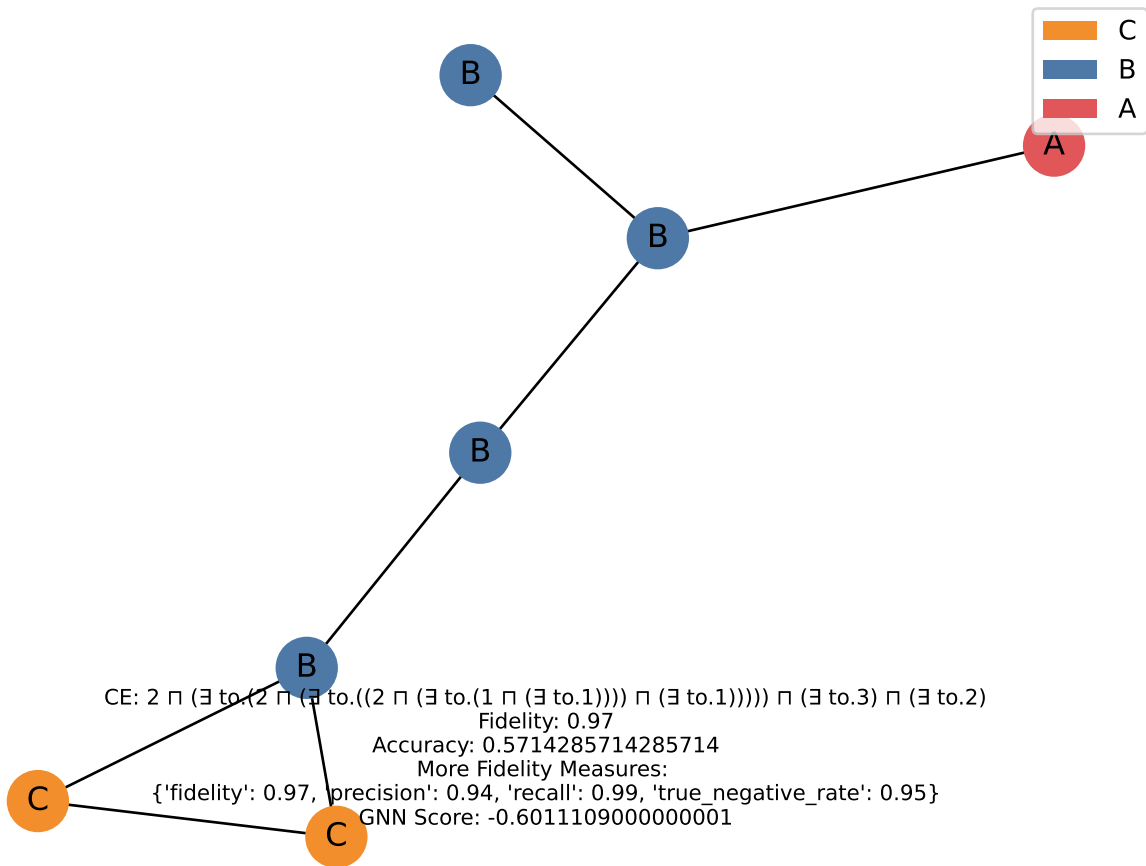 C
B
A
B
A
B
B
B
CE: 2 ⊓ (∃ to.(2 ⊓ (∃ to.((2 ⊓ (∃ to.(1 ⊓ (∃ to.1)))) ⊓ (∃ to.1))))) ⊓ (∃ to.3) ⊓ (∃ to.2)
Fidelity: 0.97
Accuracy: 0.5714285714285714
More Fidelity Measures:
{'fidelity': 0.97, 'precision': 0.94, 'recall': 0.99, 'true_negative_rate': 0.95}
GNN Score: -0.6011109000000001
C
C